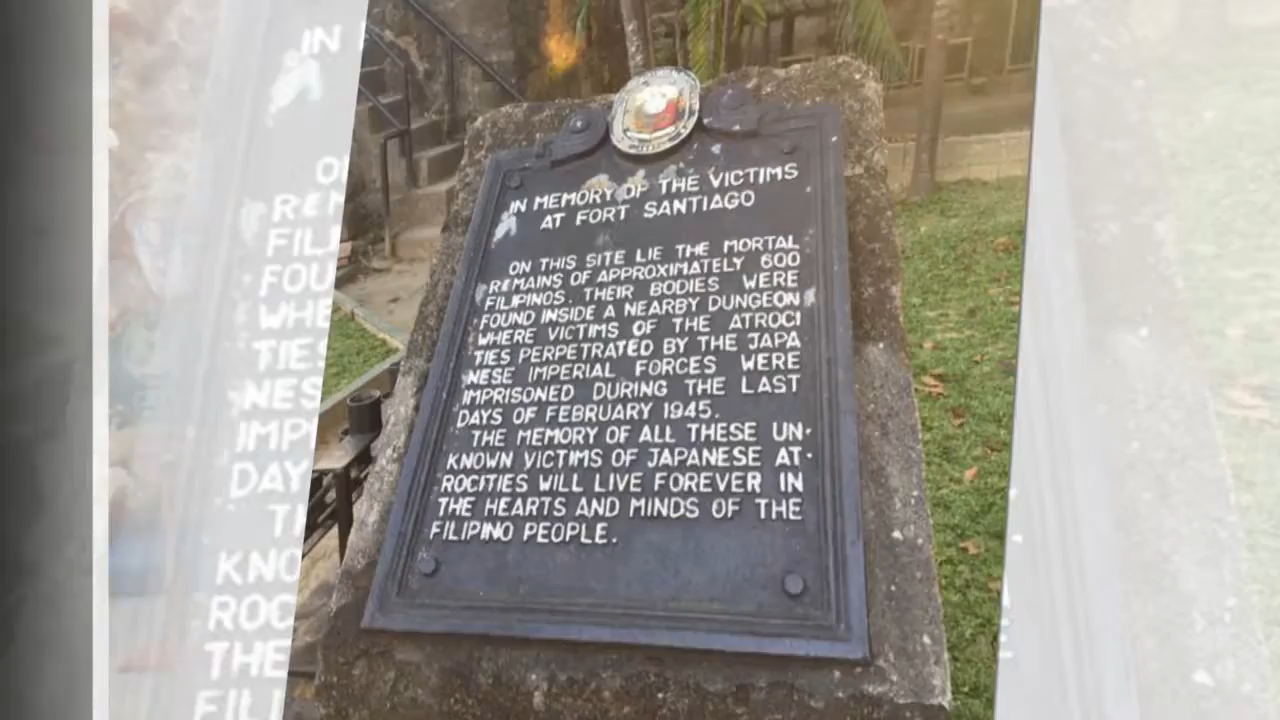 IN MEMORY OF THE VICTIMS
AT FORT SANTIAGO
ON THIS SITE LIE THE MORTAL
REMAINS OF APPROXIMATELY 600
FILIPINOS. THEIR BODIES WERE
FOUND INSIDE A NEARBY DUNGEON
WHERE VICTIMS OF THE ATROCI
TIES PERPETRATED BY THE JAPA
NESE IMPERIAL FORCES WERE
IMPRISONED DURING THE LAST
DAYS OF FEBRUARY 1945.
THE MEMORY OF ALL THESE UN-
KNOWN VICTIMS OF JAPANESE AT-
ROCITIES WILL LIVE FOREVER IN
THE HEARTS AND MINDS OF THE
FILIPINO PEOPLE.